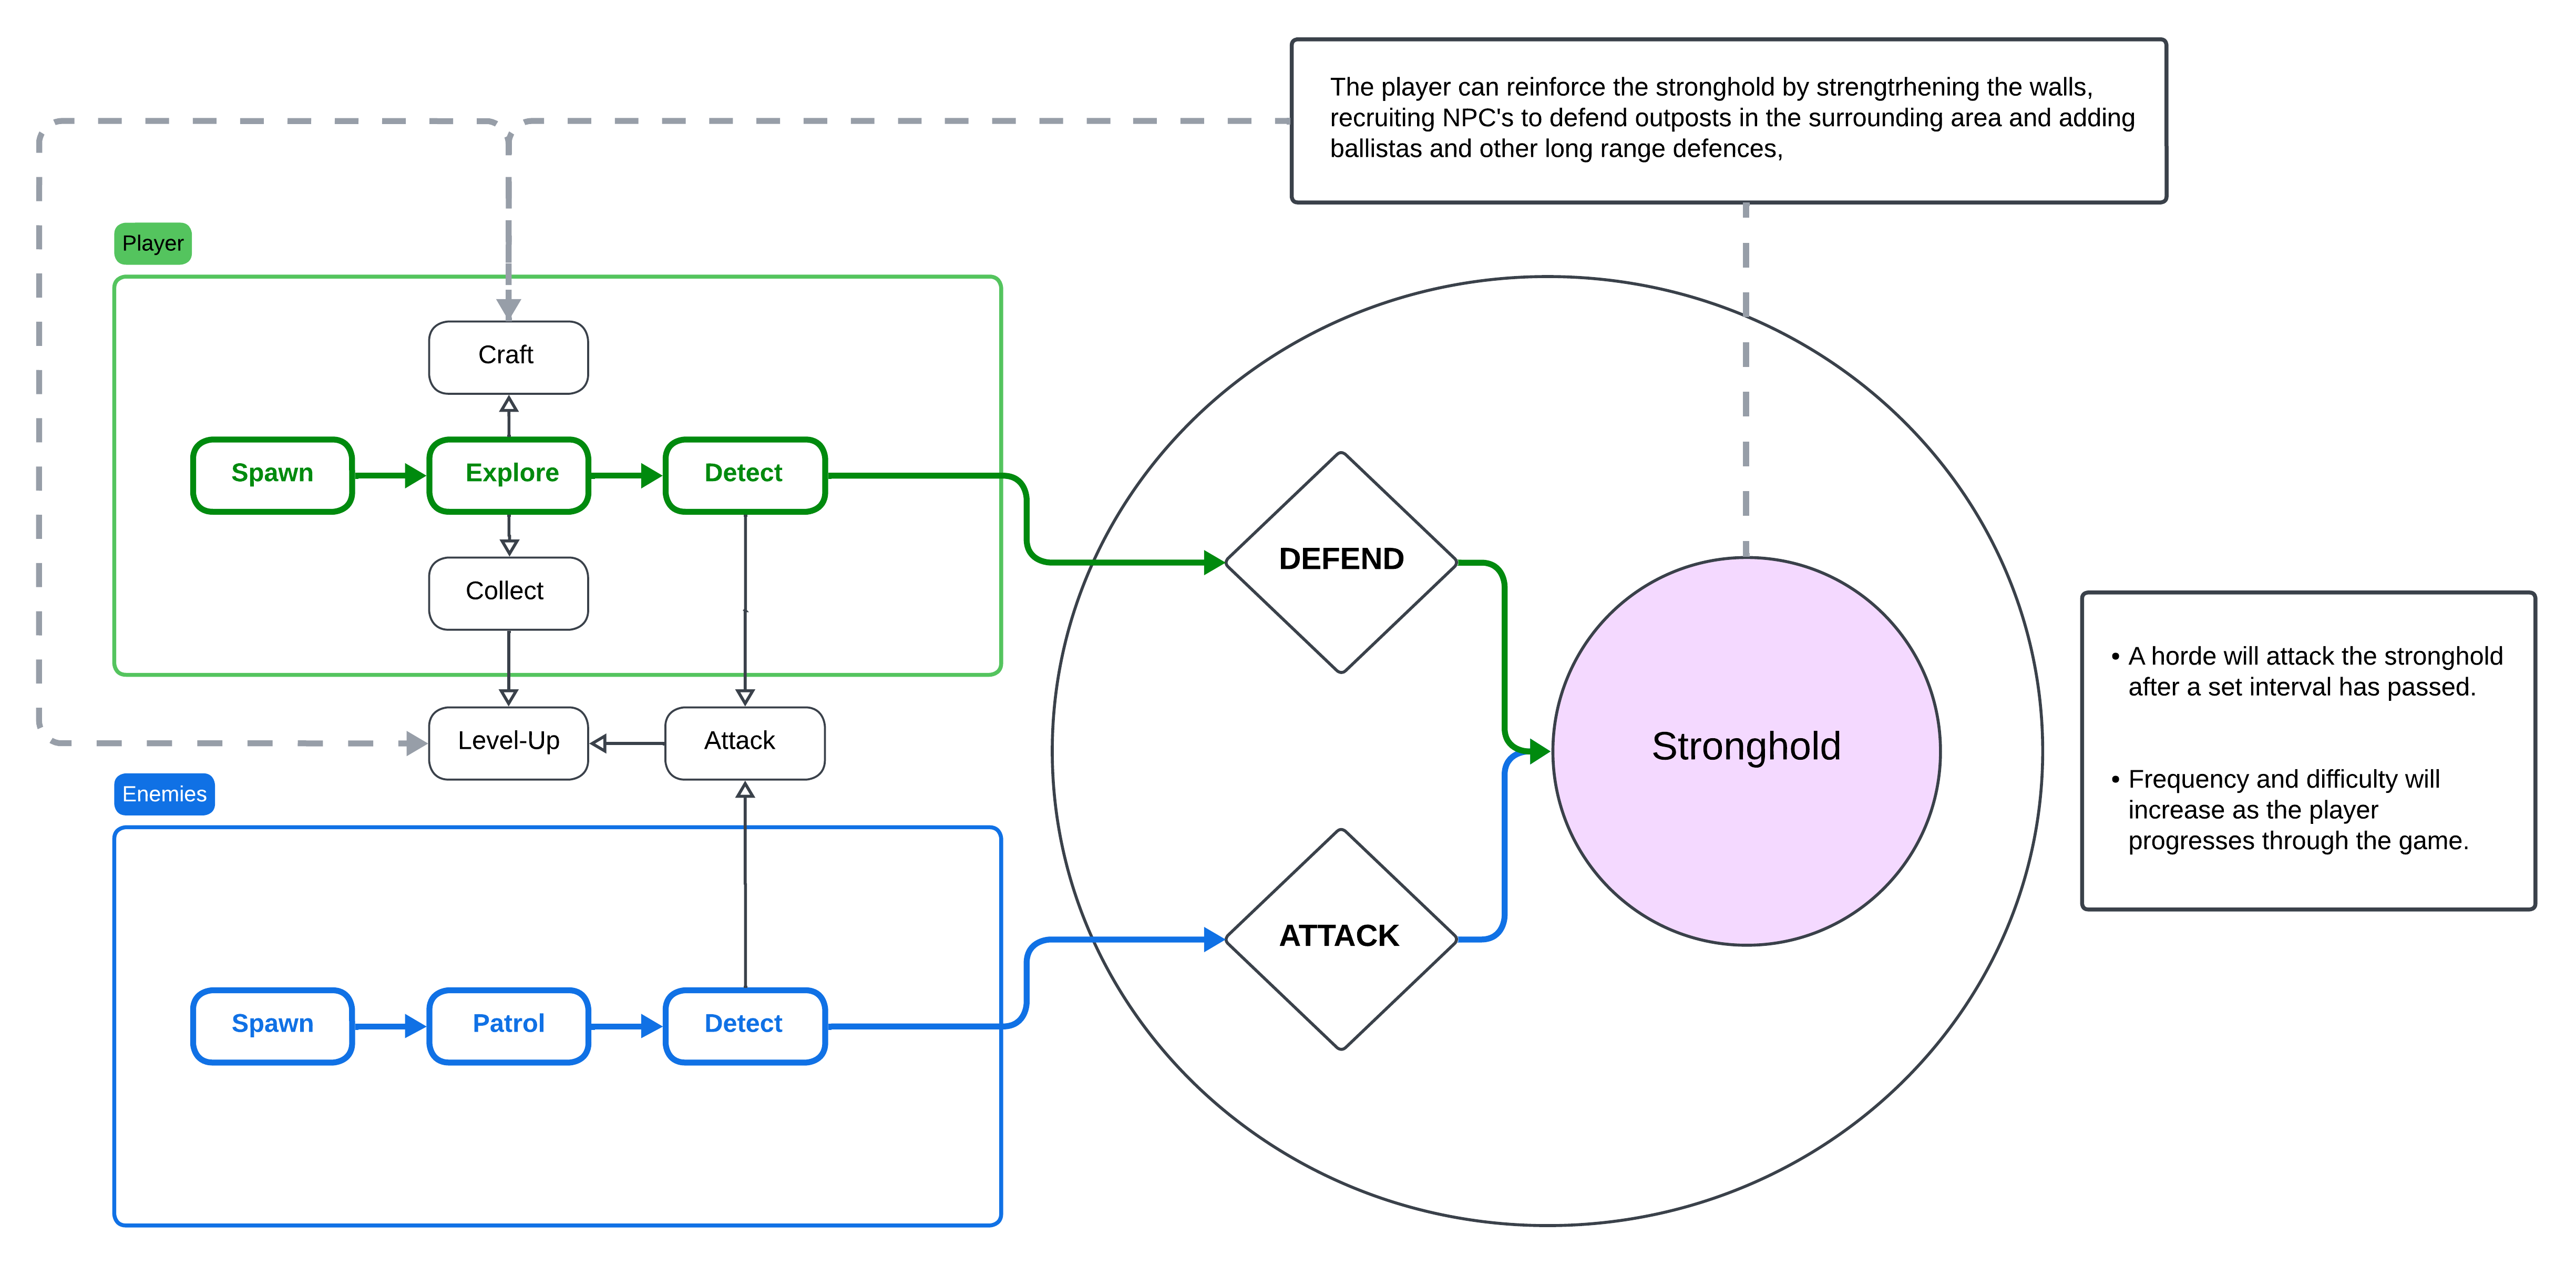 The player can reinforce the stronghold by strengtrhening the walls,
recruiting NPC's to defend outposts in the surrounding area and adding
ballistas and other long range defences,
Player
Craft
Spawn
Explore
Detect
Collect
Level-Up
Attack
Enemies
Spawn
Patrol
Detect
DEFEND
ATTACK
Stronghold
• A horde will attack the stronghold
after a set interval has passed.
• Frequency and difficulty will
increase as the player
progresses through the game.